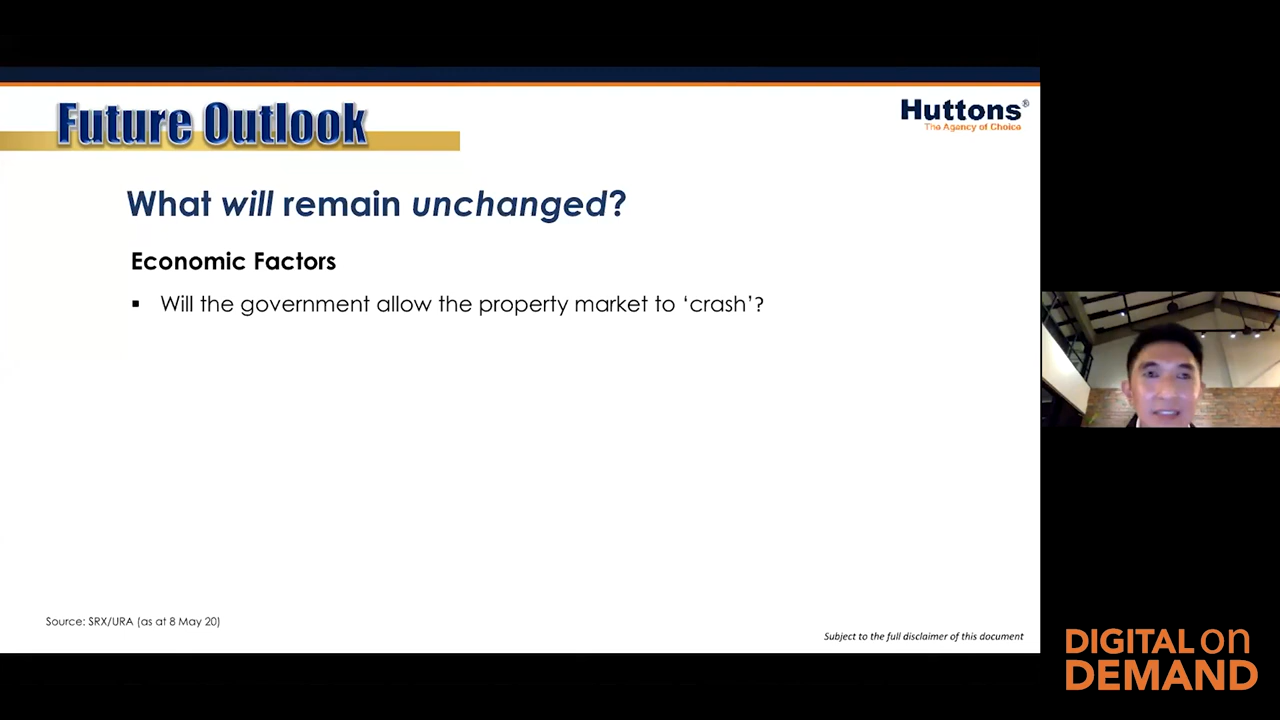 Future Outlook
Huttons®
The Agency of Choice
What will remain unchanged?
Economic Factors
▪ Will the government allow the property market to ‘crash’?
Source: SRX/URA (as at 8 May 20)
Subject to the full disclaimer of this document
DIGITAL on
DEMAND